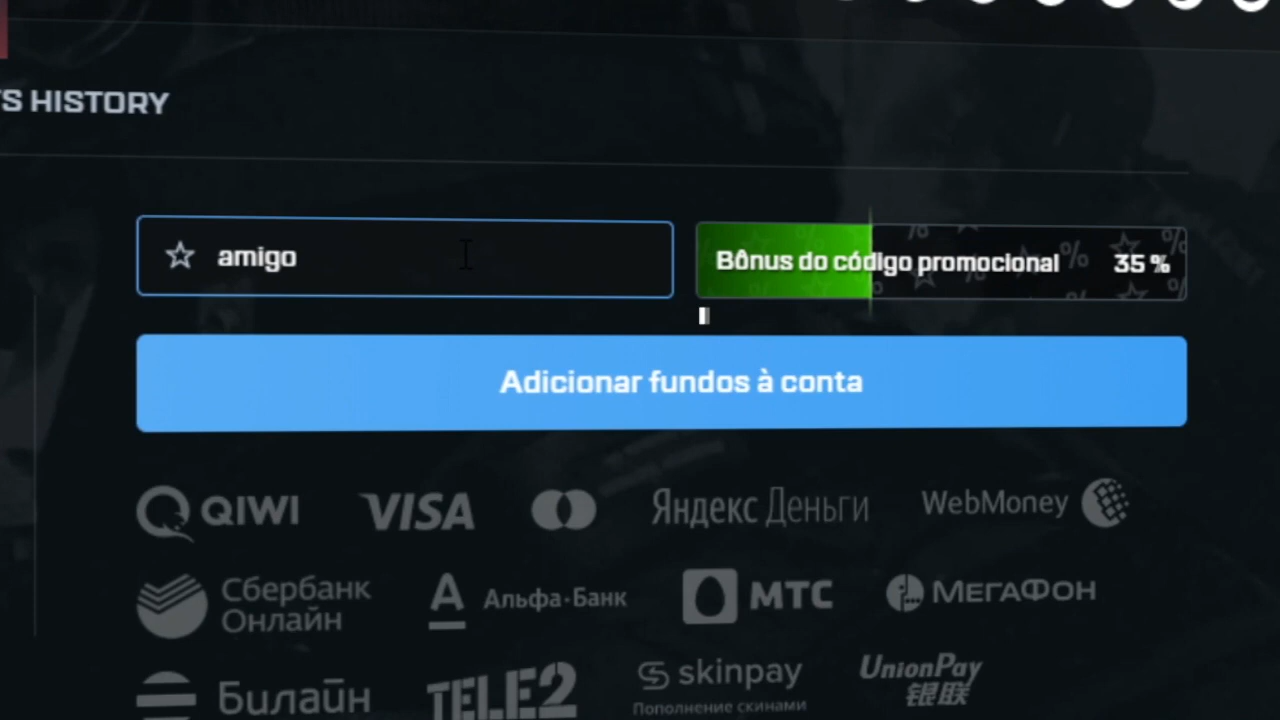 TS HISTORY
amigo
Bônus do código promocional 35 %
Adicionar fundos à conta
QIWI VISA Яндекс Деньги WebMoney
Сбербанк
Онлайн
Альфа·Банк МТС МЕГАФОН
Билайн TELE2 skinpay
Пополнение скинами
UnionPay
银联